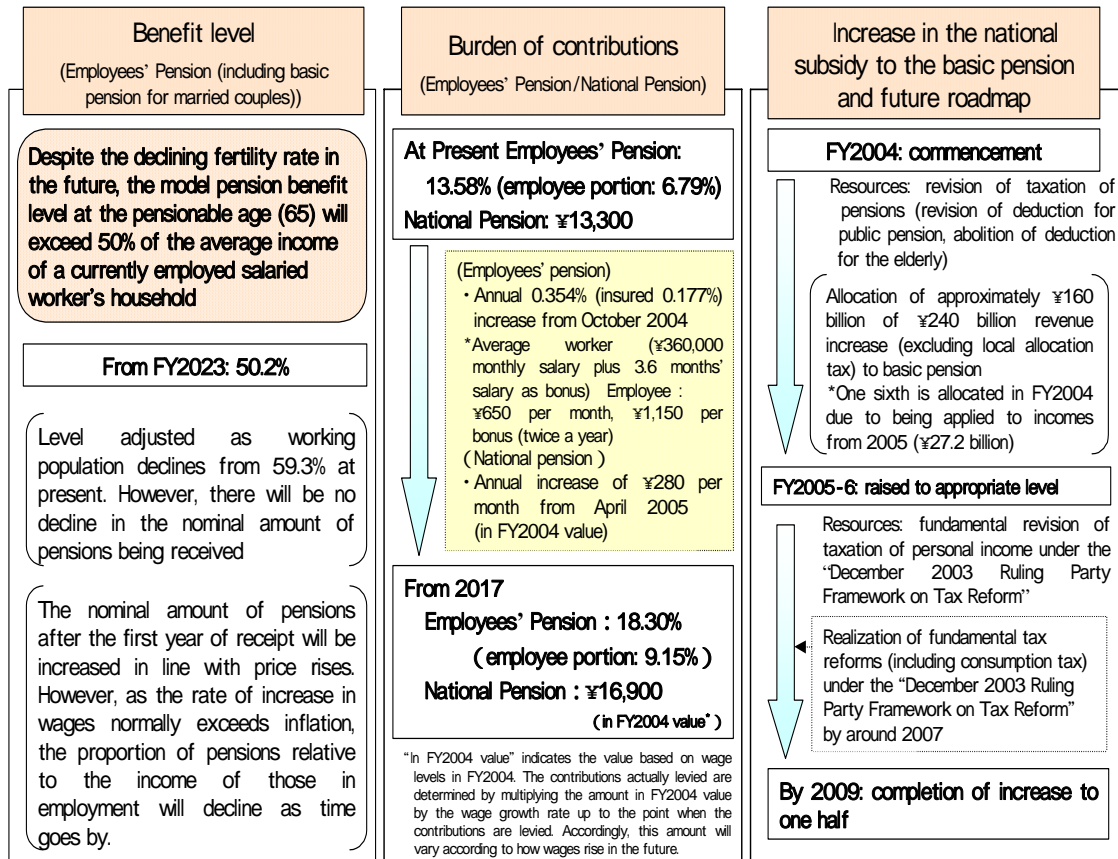 Benefit level
(Employees' Pension (including basic
pension for married couples))
Despite the declining fertility rate in
the future, the model pension benefit
level at the pensionable age (65) will
exceed 50% of the average income
of a currently employed salaried
worker's household
From FY2023: 50.2%
Level adjusted as working
population declines from 59.3% at
present. However, there will be no
decline in the nominal amount of
pensions being received
The nominal amount of pensions
after the first year of receipt will be
increased in line with price rises.
However, as the rate of increase in
wages normally exceeds inflation,
the proportion of pensions relative
to the income of those in
employment will decline as time
goes by.
Burden of contributions
(Employees' Pension/National Pension)
At Present Employees' Pension:
13.58% (employee portion: 6.79%)
National Pension: ¥13,300
(Employees' pension)
・Annual 0.354% (insured 0.177%)
increase from October 2004
*Average worker (¥360,000
monthly salary plus 3.6 months'
salary as bonus) Employee :
¥650 per month, ¥1,150 per
bonus (twice a year)
(National pension)
・Annual increase of ¥280 per
month from April 2005
(in FY2004 value)
From 2017
Employees' Pension : 18.30%
(employee portion: 9.15%)
National Pension : ¥16,900
(in FY2004 value*)
"In FY2004 value" indicates the value based on wage
levels in FY2004. The contributions actually levied are
determined by multiplying the amount in FY2004 value
by the wage growth rate up to the point when the
contributions are levied. Accordingly, this amount will
vary according to how wages rise in the future.
Increase in the national
subsidy to the basic pension
and future roadmap
FY2004: commencement
Resources: revision of taxation of
pensions (revision of deduction for
public pension, abolition of deduction
for the elderly)
Allocation of approximately ¥160
billion of ¥240 billion revenue
increase (excluding local allocation
tax) to basic pension
*One sixth is allocated in FY2004
due to being applied to incomes
from 2005 (¥27.2 billion)
FY2005-6: raised to appropriate level
Resources: fundamental revision of
taxation of personal income under the
"December 2003 Ruling Party
Framework on Tax Reform"
Realization of fundamental tax
reforms (including consumption tax)
under the "December 2003 Ruling
Party Framework on Tax Reform"
by around 2007
By 2009: completion of increase to
one half